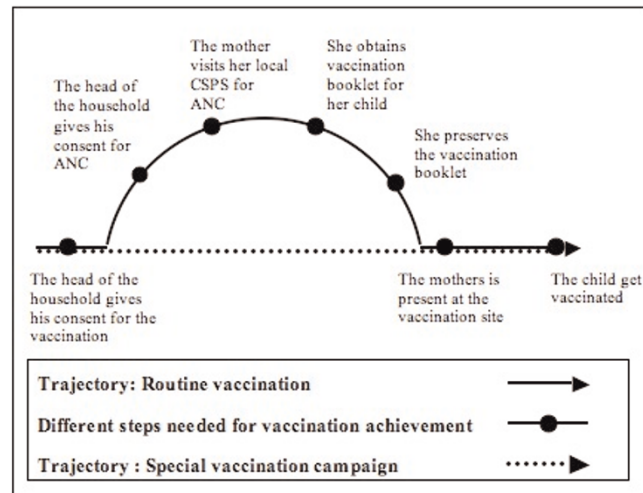 The mother
visits her local
CSPS for
ANC
She obtains
vaccination
booklet for
her child
The head of
the household
gives his
consent for
ANC
She preserves
the vaccination
booklet
The head of the
household gives
his consent for the
vaccination
The mothers is
present at the
vaccination site
The child get
vaccinated
Trajectory: Routine vaccination
Different steps needed for vaccination achievement
Trajectory : Special vaccination campaign